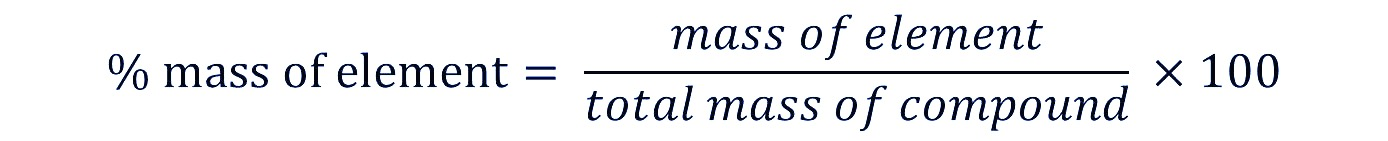 % mass of element = mass of element / total mass of compound × 100